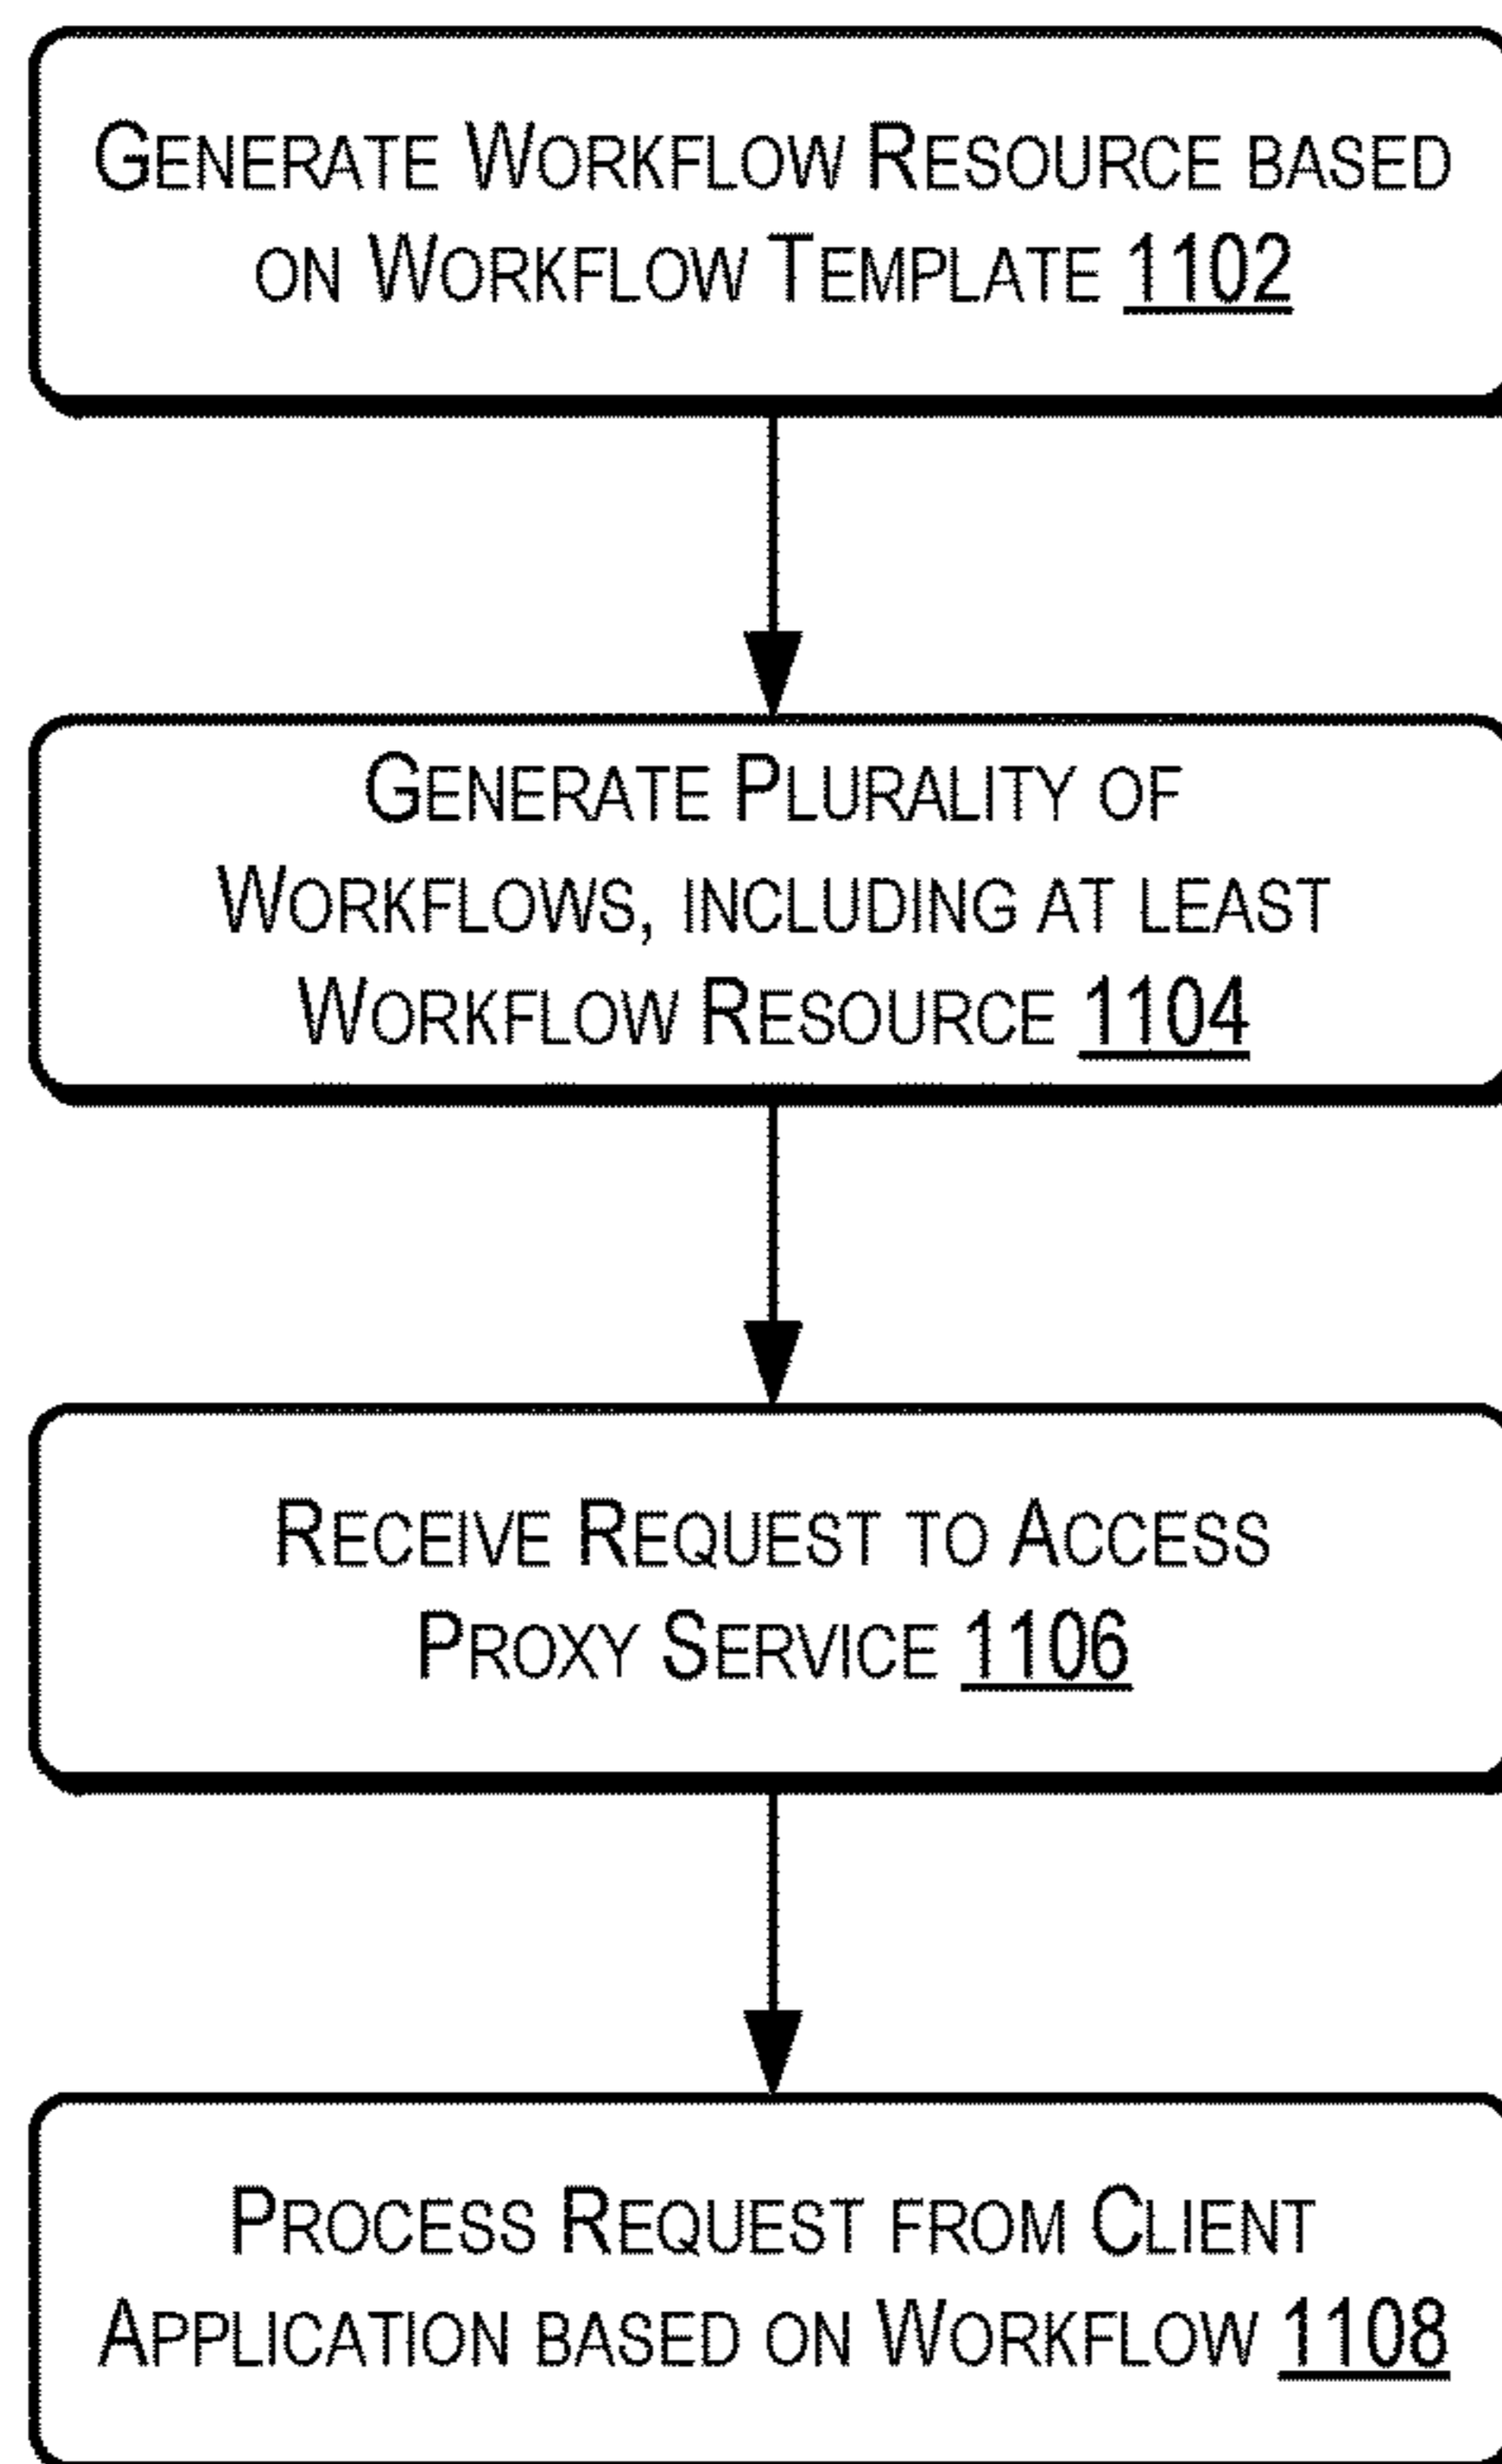 GENERATE WORKFLOW RESOURCE BASED
ON WORKFLOW TEMPLATE 1102
GENERATE PLURALITY OF
WORKFLOWS, INCLUDING AT LEAST
WORKFLOW RESOURCE 1104
RECEIVE REQUEST TO ACCESS
PROXY SERVICE 1106
PROCESS REQUEST FROM CLIENT
APPLICATION BASED ON WORKFLOW 1108